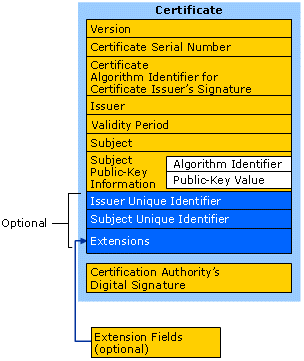 Certificate
Version
Certificate Serial Number
Certificate
Algorithm Identifier for
Certificate Issuer's Signature
Issuer
Validity Period
Subject
Subject
Public-Key
Information
Algorithm Identifier
Public-Key Value
Optional
Issuer Unique Identifier
Subject Unique Identifier
Extensions
Certification Authority's
Digital Signature
Extension Fields
(optional)